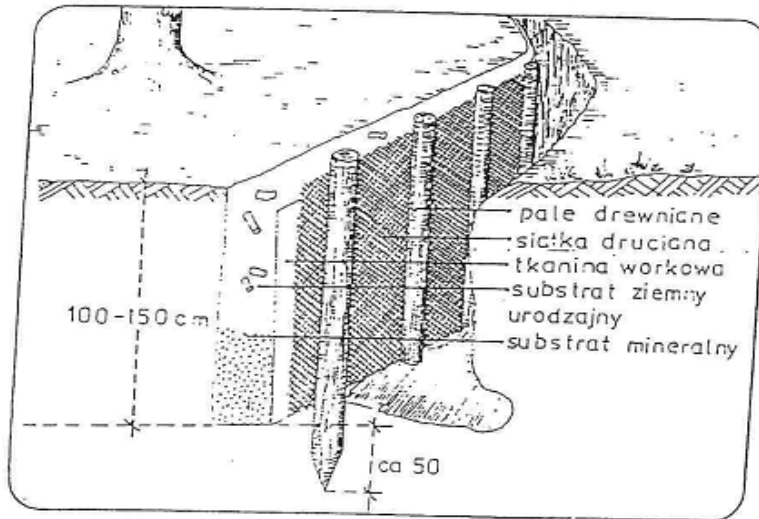 pale drewniane
siatka druciana
tkanina workowa
substrat ziemny
urodzajny
substrat mineralny
100-150 cm
ca 50